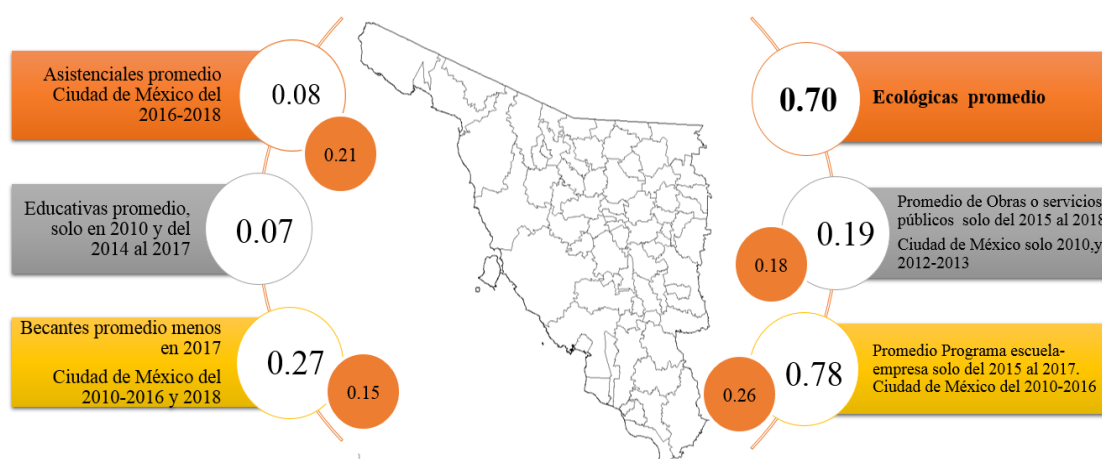 Asistenciales promedio
Ciudad de México del
2016-2018
0.08
0.21
Educativas promedio,
solo en 2010 y del
2014 al 2017
0.07
Becantes promedio menos
en 2017
Ciudad de México del
2010-2016 y 2018
0.27
0.15
0.70
Ecológicas promedio
0.19
0.18
Promedio de Obras o servicios
públicos solo del 2015 al 2018
Ciudad de México solo 2010,y
2012-2013
0.78
0.26
Promedio Programa escuela-
empresa solo del 2015 al 2017.
Ciudad de México del 2010-2016